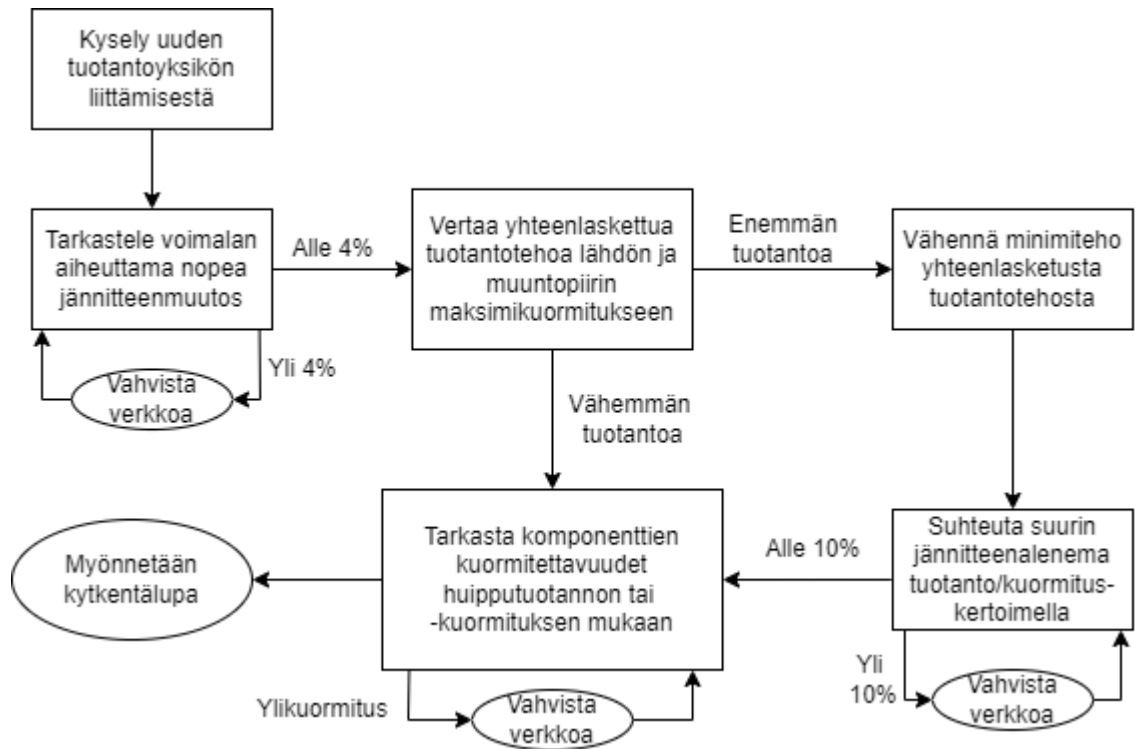 Kysely uuden
tuotantoyksikön
liittämisestä
Tarkastele voimalan
aiheuttama nopea
jännitteenmuutos
Alle 4%
Vertaa yhteenlaskettua
tuotantotehoa lähdön ja
muuntopiirin
maksimikuormitukseen
Enemmän
tuotantoa
Vähennä minimiteho
yhteenlasketusta
tuotantotehosta
Yli 4%
Vahvista
verkkoa
Vähemmän
tuotantoa
Myönnetään
kytkentälupa
Tarkasta komponenttien
kuormitettavuudet
huipputuotannon tai
-kuormituksen mukaan
Alle 10%
Suhteuta suurin
jännitteenalenema
tuotanto/kuormitus-
kertoimella
Ylikuormitus
Vahvista
verkkoa
Yli
10%
Vahvista
verkkoa